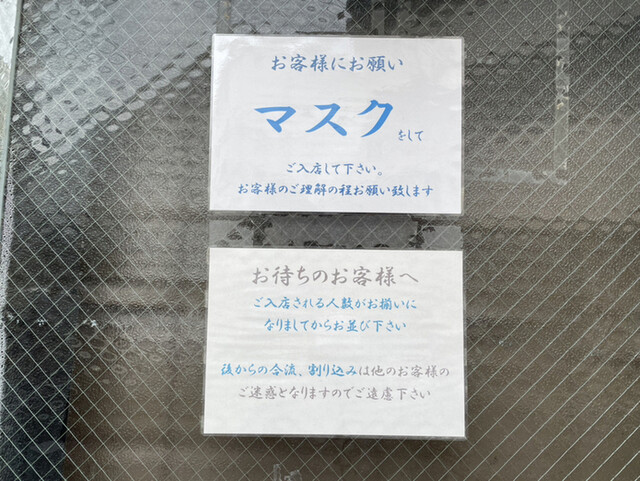 お客様にお願い
マスクをして
ご入店して下さい。
お客様のご理解の程お願い致します
お待ちのお客様へ
ご入店される人数がお揃いに
なりましてからお並び下さい
後からの合流、割り込みは他のお客様の
ご迷惑となりますのでご遠慮下さい